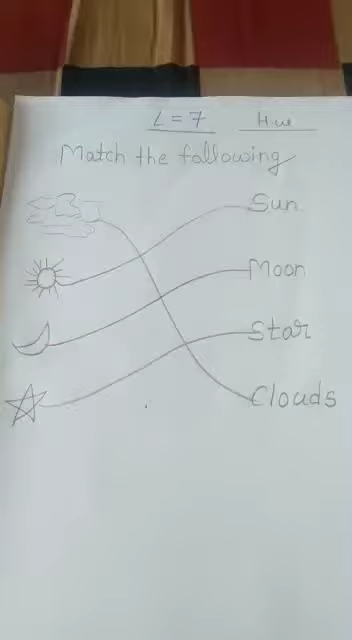 L = 7 H.w
Match the following
Sun
Moon
Star
Clouds